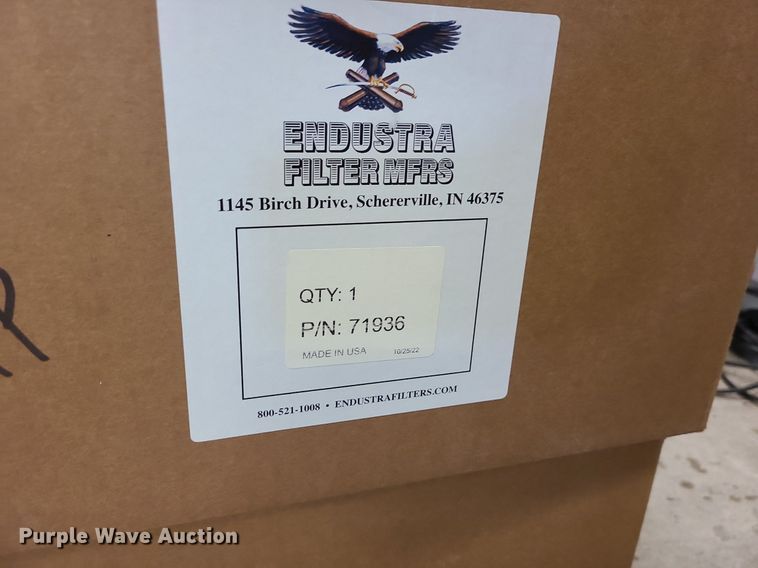 ENDUSTRA
FILTER MFRS
1145 Birch Drive, Schererville, IN 46375
QTY: 1
P/N: 71936
MADE IN USA 10/25/22
800-521-1008 • ENDUSTRAFILTERS.COM
Purple Wave Auction